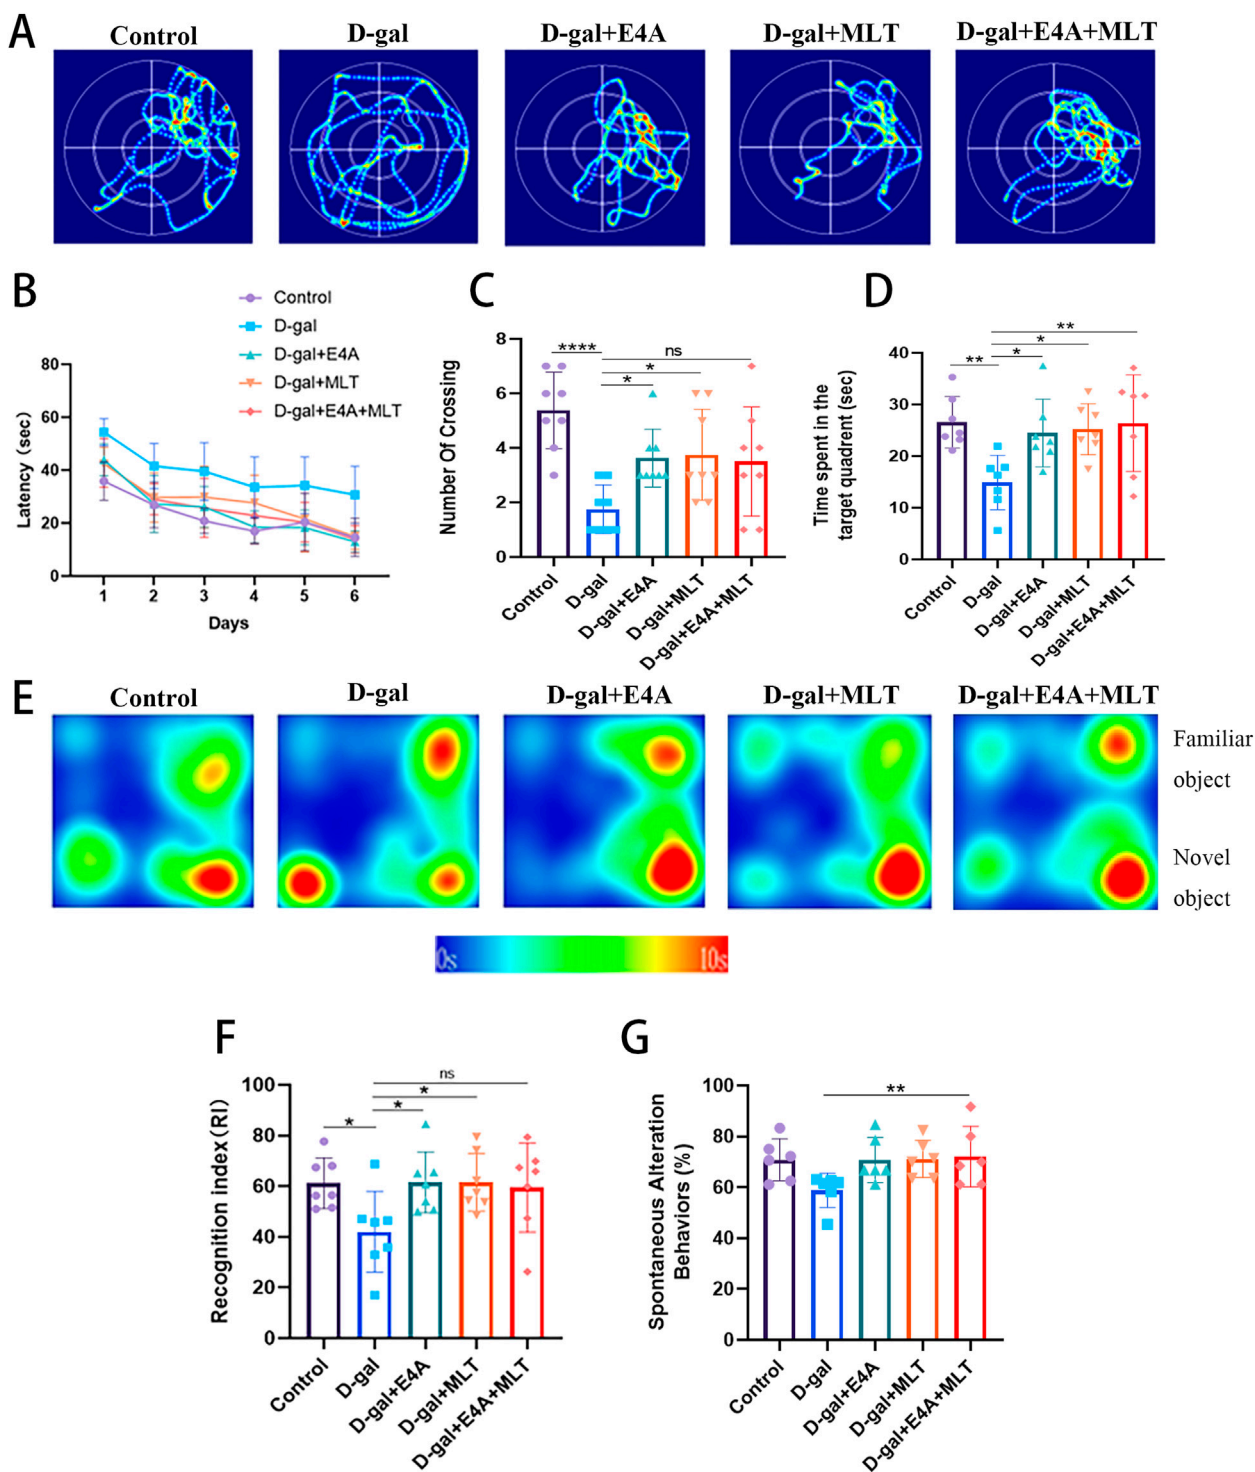 A
Control
D-gal
D-gal+E4A
D-gal+MLT
D-gal+E4A+MLT
B
Control
D-gal
D-gal+E4A
D-gal+MLT
D-gal+E4A+MLT
Latency (sec)
80
60
40
20
0
1 2 3 4 5 6
Days
C
Number Of Crossing
8
6
4
2
0
****
ns
*
*
Control
D-gal
D-gal+E4A
D-gal+MLT
D-gal+E4A+MLT
D
Time spent in the
target quadrent (sec)
40
30
20
10
0
**
*
**
*
Control
D-gal
D-gal+E4A
D-gal+MLT
D-gal+E4A+MLT
E
Control
D-gal
D-gal+E4A
D-gal+MLT
D-gal+E4A+MLT
Familiar
object
Novel
object
0s
10s
F
Recognition index(RI)
100
80
60
40
20
0
ns
*
*
*
Control
D-gal
D-gal+E4A
D-gal+MLT
D-gal+E4A+MLT
G
Spontaneous Alteration
Behaviors (%)
100
80
60
40
20
0
**
Control
D-gal
D-gal+E4A
D-gal+MLT
D-gal+E4A+MLT